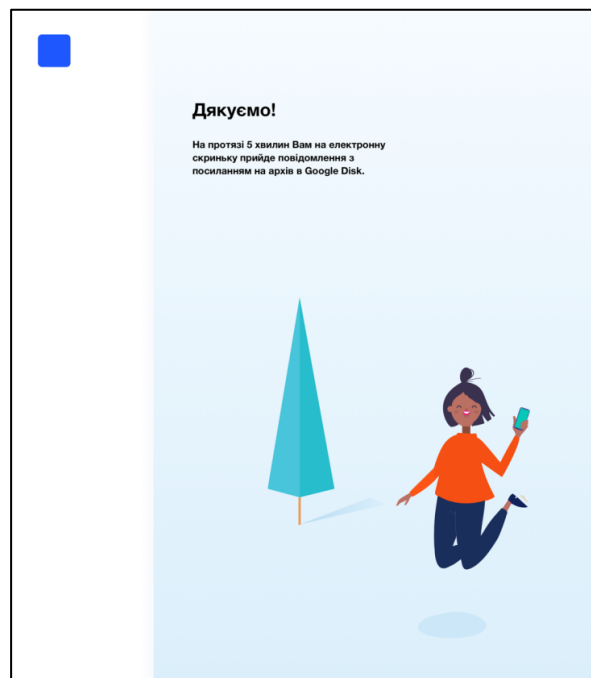 Дякуємо!
На протязі 5 хвилин Вам на електронну
скриньку прийде повідомлення з
посиланням на архів в Google Disk.